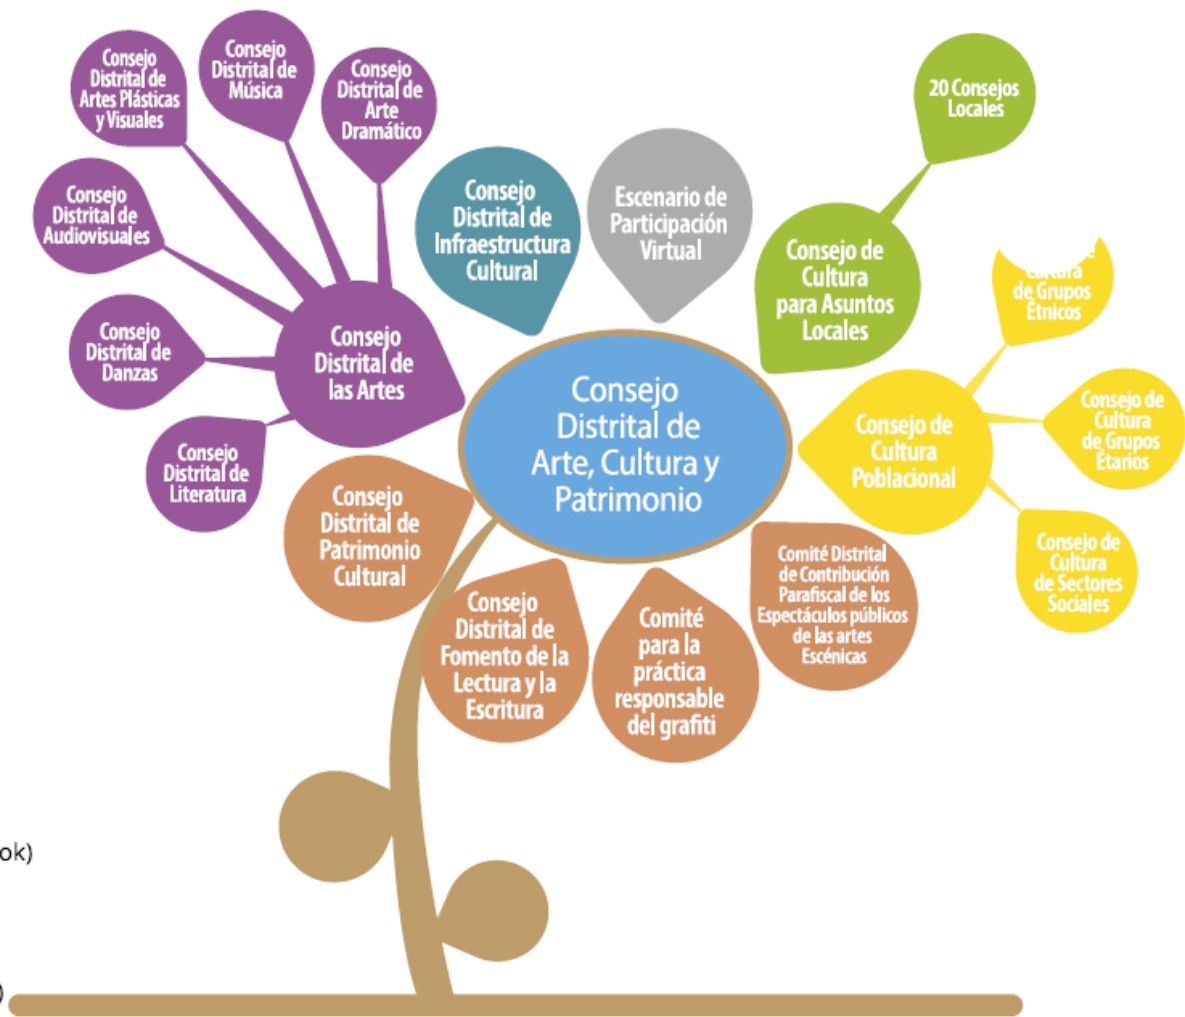 Consejo
Distrital de
Artes Plásticas
y Visuales
Consejo
Distrital de
Música
Consejo
Distrital de
Arte
Dramático
Consejo
Distrital de
Audiovisuales
Consejo
Distrital de
Danzas
Consejo
Distrital de
Literatura
Consejo
Distrital de
las Artes
Consejo
Distrital de
Infraestructura
Cultural
Escenario de
Participación
Virtual
Consejo de
Cultura
para Asuntos
Locales
20 Consejos
Locales
Cultura
de Grupos
Étnicos
Consejo de
Cultura
de Grupos
Étarios
Consejo de
Cultura
de Sectores
Sociales
Consejo de
Cultura
Poblacional
Consejo
Distrital de
Arte, Cultura y
Patrimonio
Consejo
Distrital de
Patrimonio
Cultural
Consejo
Distrital de
Fomento de la
Lectura y la
Escritura
Comité
para la
práctica
responsable
del grafiti
Comité Distrital
de Contribución
Parafiscal de los
Espectáculos públicos
de las artes
Escénicas
ok)
)